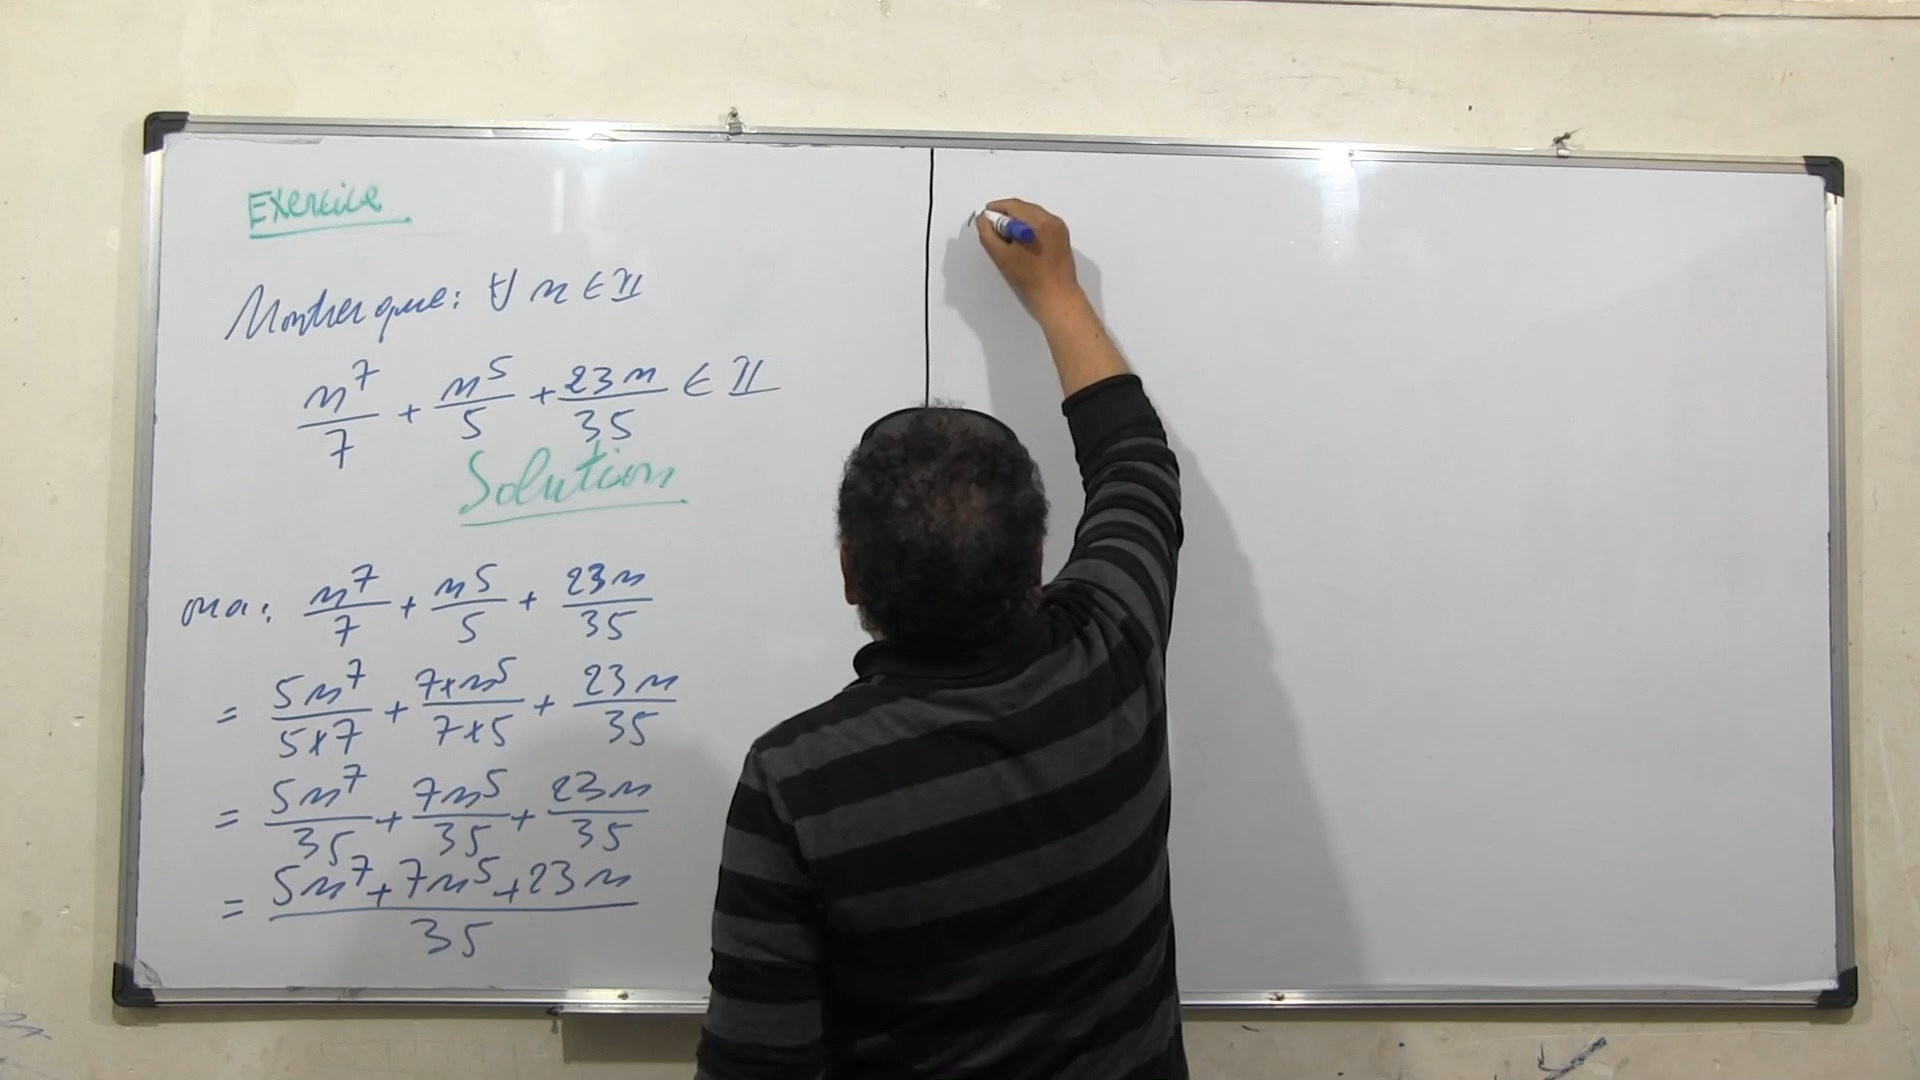 Exercice
Montrer que: ∀ n ∈ ℤ
n⁷/7 + n⁵/5 + 23n/35 ∈ ℤ
Solution
on a: n⁷/7 + n⁵/5 + 23n/35
= 5n⁷/5×7 + 7×n⁵/7×5 + 23n/35
= 5n⁷/35 + 7n⁵/35 + 23n/35
= 5n⁷+7n⁵+23n/35